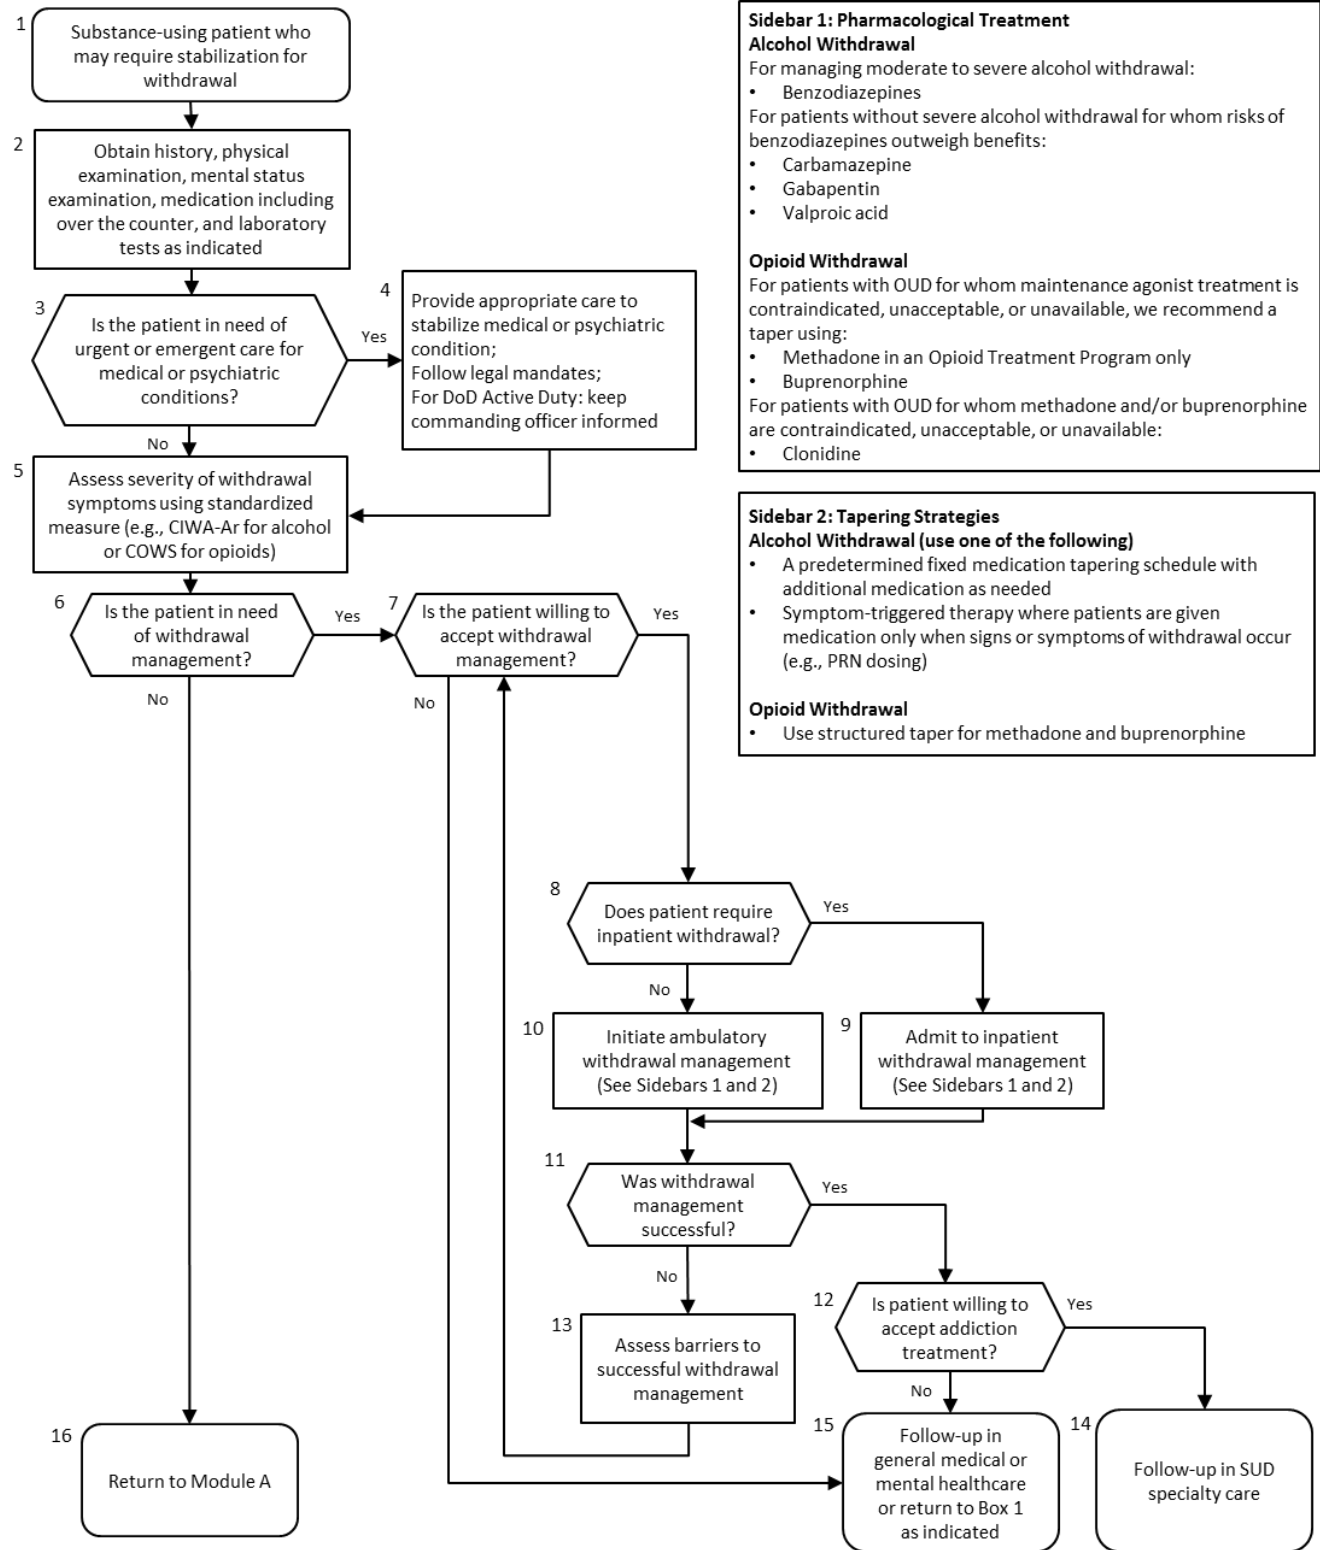 1
Substance-using patient who
may require stabilization for
withdrawal
2
Obtain history, physical
examination, mental status
examination, medication including
over the counter, and laboratory
tests as indicated
3
Is the patient in need of
urgent or emergent care for
medical or psychiatric
conditions?
Yes
No
4
Provide appropriate care to
stabilize medical or psychiatric
condition;
Follow legal mandates;
For DoD Active Duty: keep
commanding officer informed
5
Assess severity of withdrawal
symptoms using standardized
measure (e.g., CIWA-Ar for alcohol
or COWS for opioids)
6
Is the patient in need
of withdrawal
management?
Yes
No
7
Is the patient willing to
accept withdrawal
management?
Yes
No
8
Does patient require
inpatient withdrawal?
Yes
No
10
Initiate ambulatory
withdrawal management
(See Sidebars 1 and 2)
9
Admit to inpatient
withdrawal management
(See Sidebars 1 and 2)
11
Was withdrawal
management
successful?
Yes
No
12
Is patient willing to
accept addiction
treatment?
Yes
No
13
Assess barriers to
successful withdrawal
management
16
Return to Module A
15
Follow-up in
general medical or
mental healthcare
or return to Box 1
as indicated
14
Follow-up in SUD
specialty care
Sidebar 1: Pharmacological Treatment
Alcohol Withdrawal
For managing moderate to severe alcohol withdrawal:
• Benzodiazepines
For patients without severe alcohol withdrawal for whom risks of
benzodiazepines outweigh benefits:
• Carbamazepine
• Gabapentin
• Valproic acid
Opioid Withdrawal
For patients with OUD for whom maintenance agonist treatment is
contraindicated, unacceptable, or unavailable, we recommend a
taper using:
• Methadone in an Opioid Treatment Program only
• Buprenorphine
For patients with OUD for whom methadone and/or buprenorphine
are contraindicated, unacceptable, or unavailable:
• Clonidine
Sidebar 2: Tapering Strategies
Alcohol Withdrawal (use one of the following)
• A predetermined fixed medication tapering schedule with
additional medication as needed
• Symptom-triggered therapy where patients are given
medication only when signs or symptoms of withdrawal occur
(e.g., PRN dosing)
Opioid Withdrawal
• Use structured taper for methadone and buprenorphine